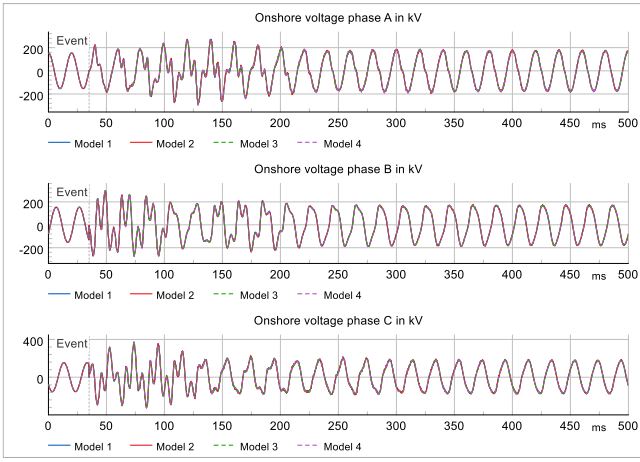 Onshore voltage phase A in kV
Event
200
0
-200
0 50 100 150 200 250 300 350 400 450 ms 500
Model 1 Model 2 Model 3 Model 4
Onshore voltage phase B in kV
Event
200
0
-200
0 50 100 150 200 250 300 350 400 450 ms 500
Model 1 Model 2 Model 3 Model 4
Onshore voltage phase C in kV
400
Event
0
0 50 100 150 200 250 300 350 400 450 ms 500
Model 1 Model 2 Model 3 Model 4